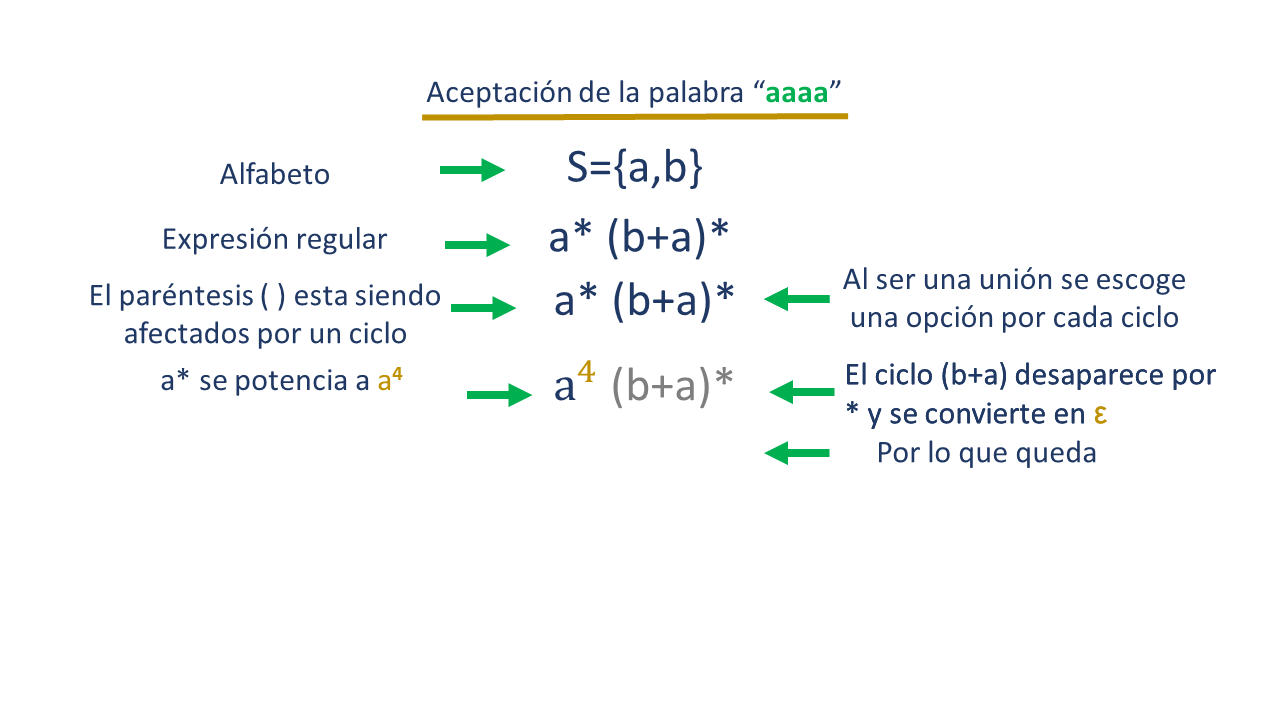 Aceptación de la palabra “aaaa”
Alfabeto
S={a,b}
Expresión regular
a* (b+a)*
El paréntesis ( ) esta siendo
afectados por un ciclo
a* (b+a)*
Al ser una unión se escoge
una opción por cada ciclo
a* se potencia a a⁴
a⁴ (b+a)*
El ciclo (b+a) desaparece por
* y se convierte en ε
Por lo que queda